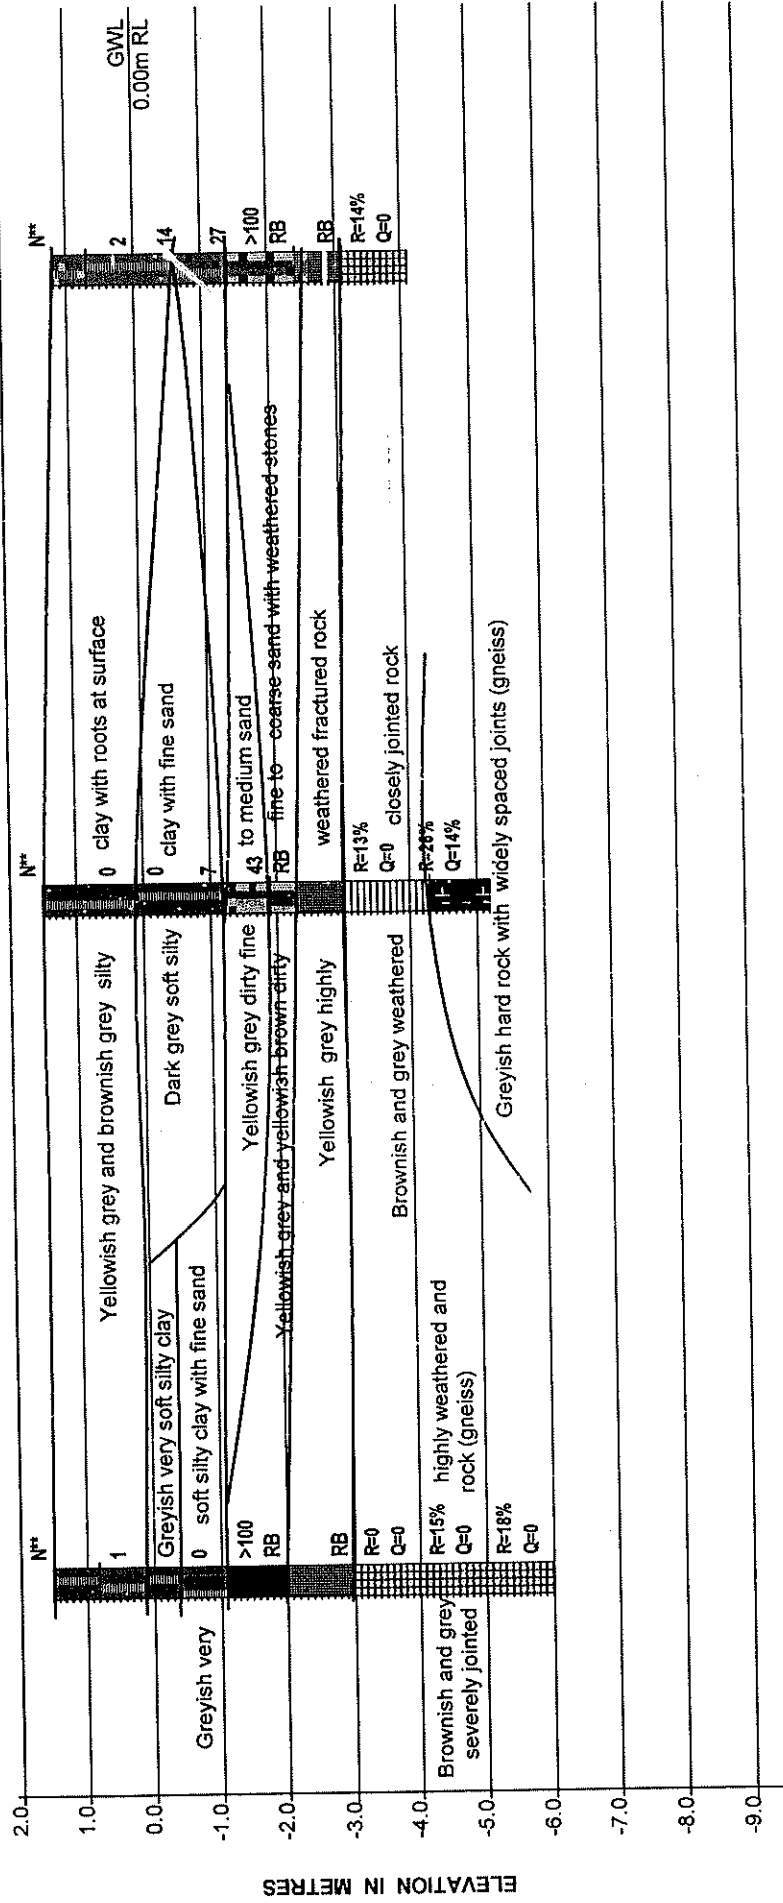 ELEVATION IN METRES
2.0
1.0
0.0
-1.0
-2.0
-3.0
-4.0
-5.0
-6.0
-7.0
-8.0
-9.0
N**
1
0
>100
RB
RB
R=0
Q=0
R=15%
Q=0
R=18%
Q=0
N**
0
0
7
43
RB
R=13%
Q=0
R=26%
Q=14%
N**
2
14
27
>100
RB
RB
R=14%
Q=0
GWL
0.00m RL
Yellowish grey and brownish grey silty clay with roots at surface
Greyish very soft silty clay
Dark grey soft silty clay with fine sand
Greyish very soft silty clay with fine sand
Yellowish grey dirty fine to medium sand
Yellowish grey and yellowish brown dirty fine to coarse sand with weathered stones
Yellowish grey highly weathered fractured rock
Brownish and grey weathered closely jointed rock
Brownish and grey highly weathered and
severely jointed rock (gneiss)
Greyish hard rock with widely spaced joints (gneiss)